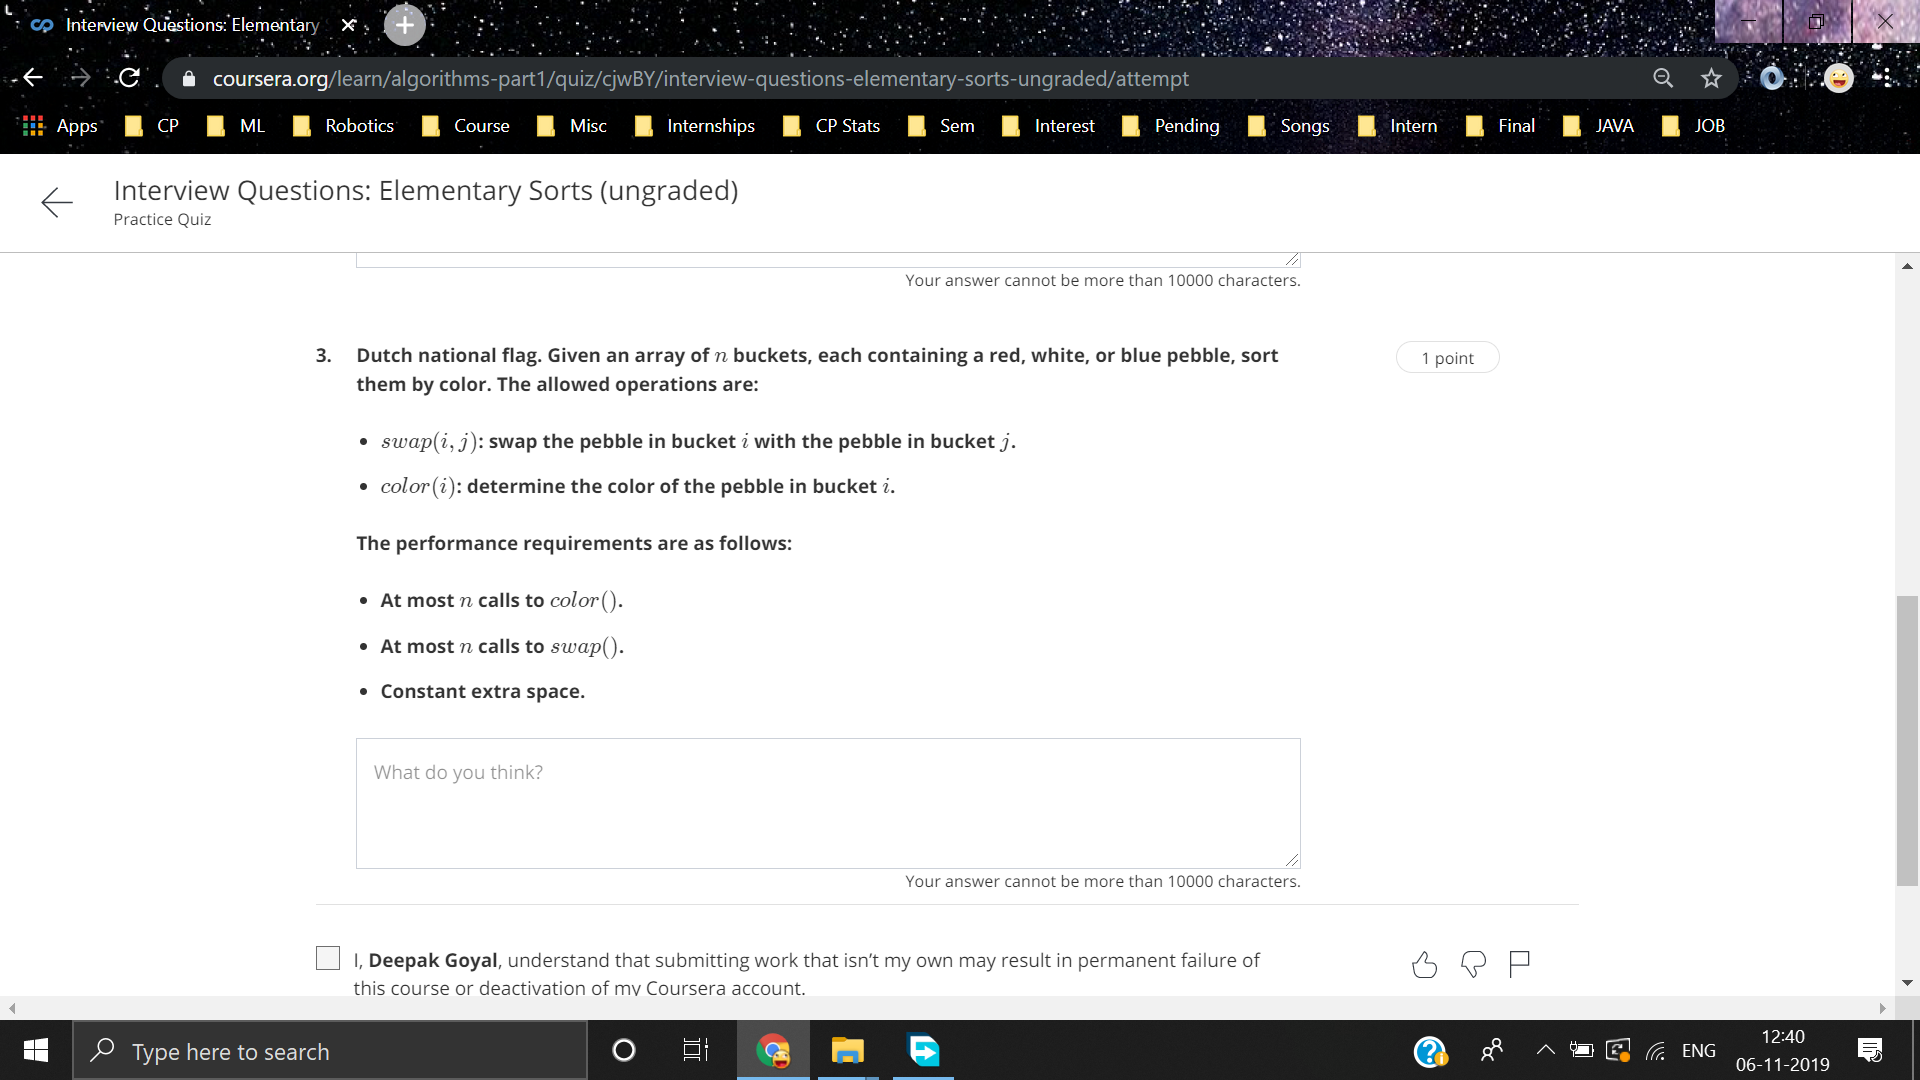 Interview Questions: Elementary
coursera.org/learn/algorithms-part1/quiz/cjwBY/interview-questions-elementary-sorts-ungraded/attempt
Apps CP ML Robotics Course Misc Internships CP Stats Sem Interest Pending Songs Intern Final JAVA JOB
Interview Questions: Elementary Sorts (ungraded)
Practice Quiz
Your answer cannot be more than 10000 characters.
3. Dutch national flag. Given an array of n buckets, each containing a red, white, or blue pebble, sort
them by color. The allowed operations are:
1 point
• swap(i, j): swap the pebble in bucket i with the pebble in bucket j.
• color(i): determine the color of the pebble in bucket i.
The performance requirements are as follows:
• At most n calls to color().
• At most n calls to swap().
• Constant extra space.
What do you think?
Your answer cannot be more than 10000 characters.
I, Deepak Goyal, understand that submitting work that isn't my own may result in permanent failure of
this course or deactivation of my Coursera account.
Type here to search
ENG
12:40
06-11-2019